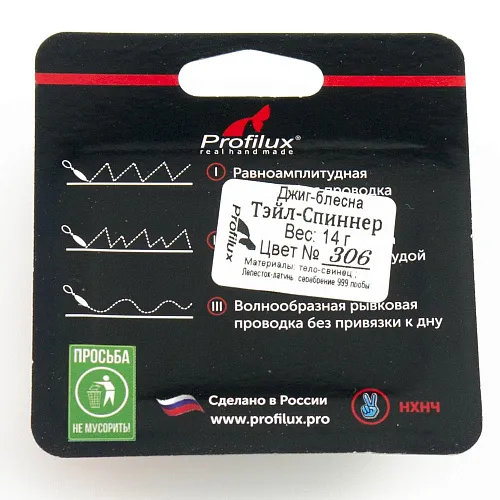 Profilux®
real hand made
I Равноамплитудная
проводка
Profilux
Джиг-блесна
Тэйл-Спиннер
Вес: 14 г
Цвет № 306
Материалы: тело-свинец ;
Лепесток-латунь, серебрение 999 пробы
удой
III Волнообразная рывковая
проводка без привязки к дну
ПРОСЬБА
НЕ МУСОРИТЬ!
Сделано в России
www.profilux.pro
НХНЧ